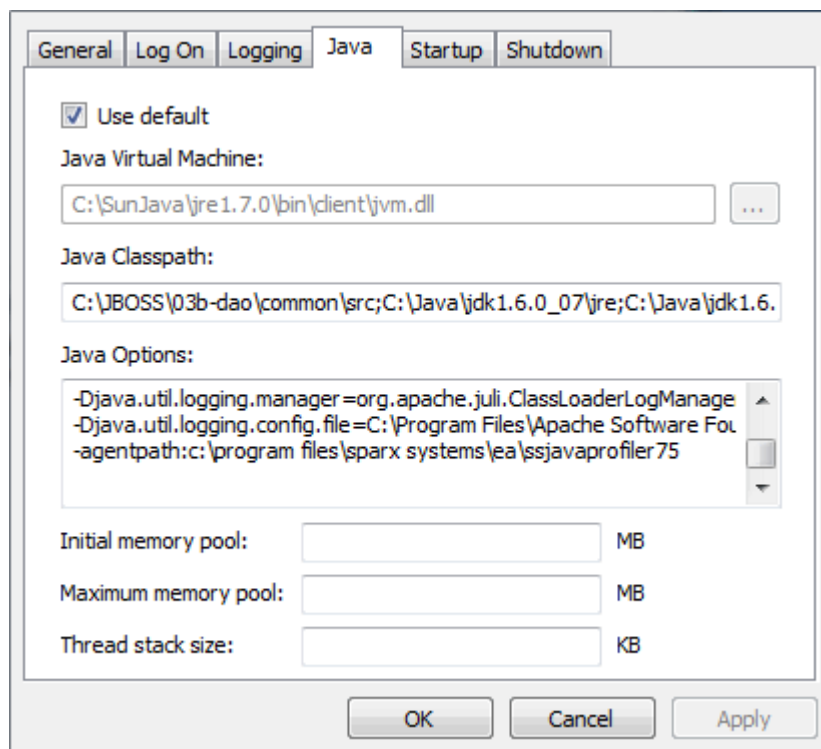 General Log On Logging Java Startup Shutdown
Use default
Java Virtual Machine:
C:\SunJava\jre1.7.0\bin\client\jvm.dll ...
Java Classpath:
C:\JBOSS\03b-dao\common\src;C:\Java\jdk1.6.0_07\jre;C:\Java\jdk1.6.
Java Options:
-Djava.util.logging.manager=org.apache.juli.ClassLoaderLogManage
-Djava.util.logging.config.file=C:\Program Files\Apache Software Fou
-agentpath:c:\program files\sparx systems\ea\ssjavaprofiler75
Initial memory pool: MB
Maximum memory pool: MB
Thread stack size: KB
OK Cancel Apply